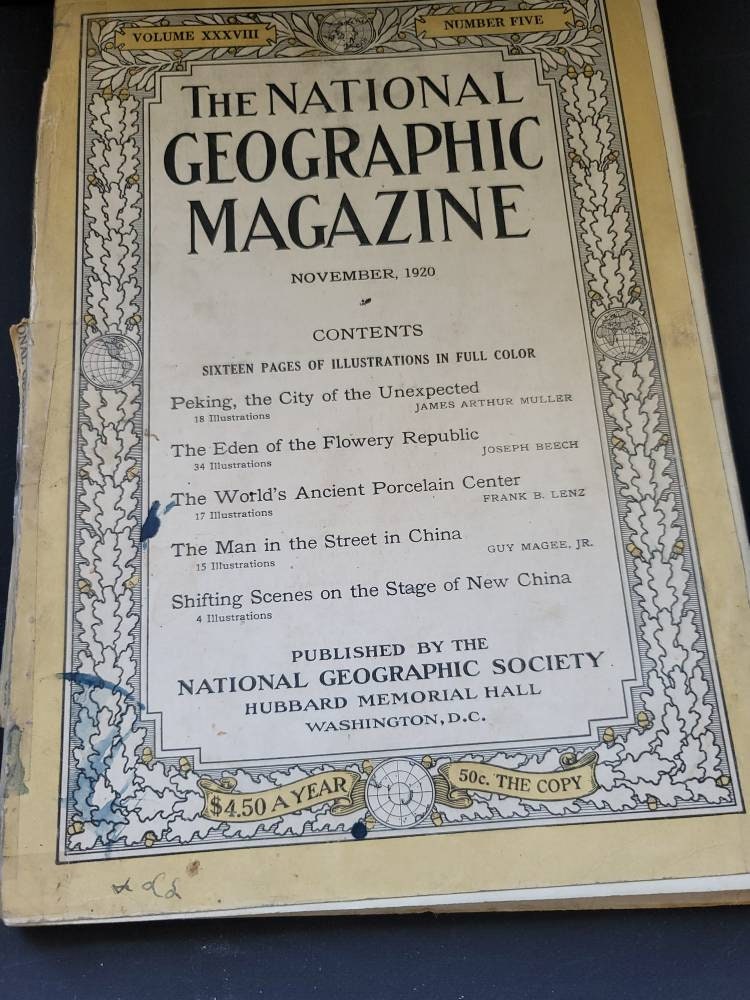 VOLUME XXXVIII
NUMBER FIVE
THE NATIONAL
GEOGRAPHIC
MAGAZINE
NOVEMBER, 1920
CONTENTS
SIXTEEN PAGES OF ILLUSTRATIONS IN FULL COLOR
Peking, the City of the Unexpected
18 Illustrations JAMES ARTHUR MULLER
The Eden of the Flowery Republic
34 Illustrations JOSEPH BEECH
The World's Ancient Porcelain Center
17 Illustrations FRANK B. LENZ
The Man in the Street in China
15 Illustrations GUY MAGEE, JR.
Shifting Scenes on the Stage of New China
4 Illustrations
PUBLISHED BY THE
NATIONAL GEOGRAPHIC SOCIETY
HUBBARD MEMORIAL HALL
WASHINGTON, D.C.
$4.50 A YEAR
50c. THE COPY